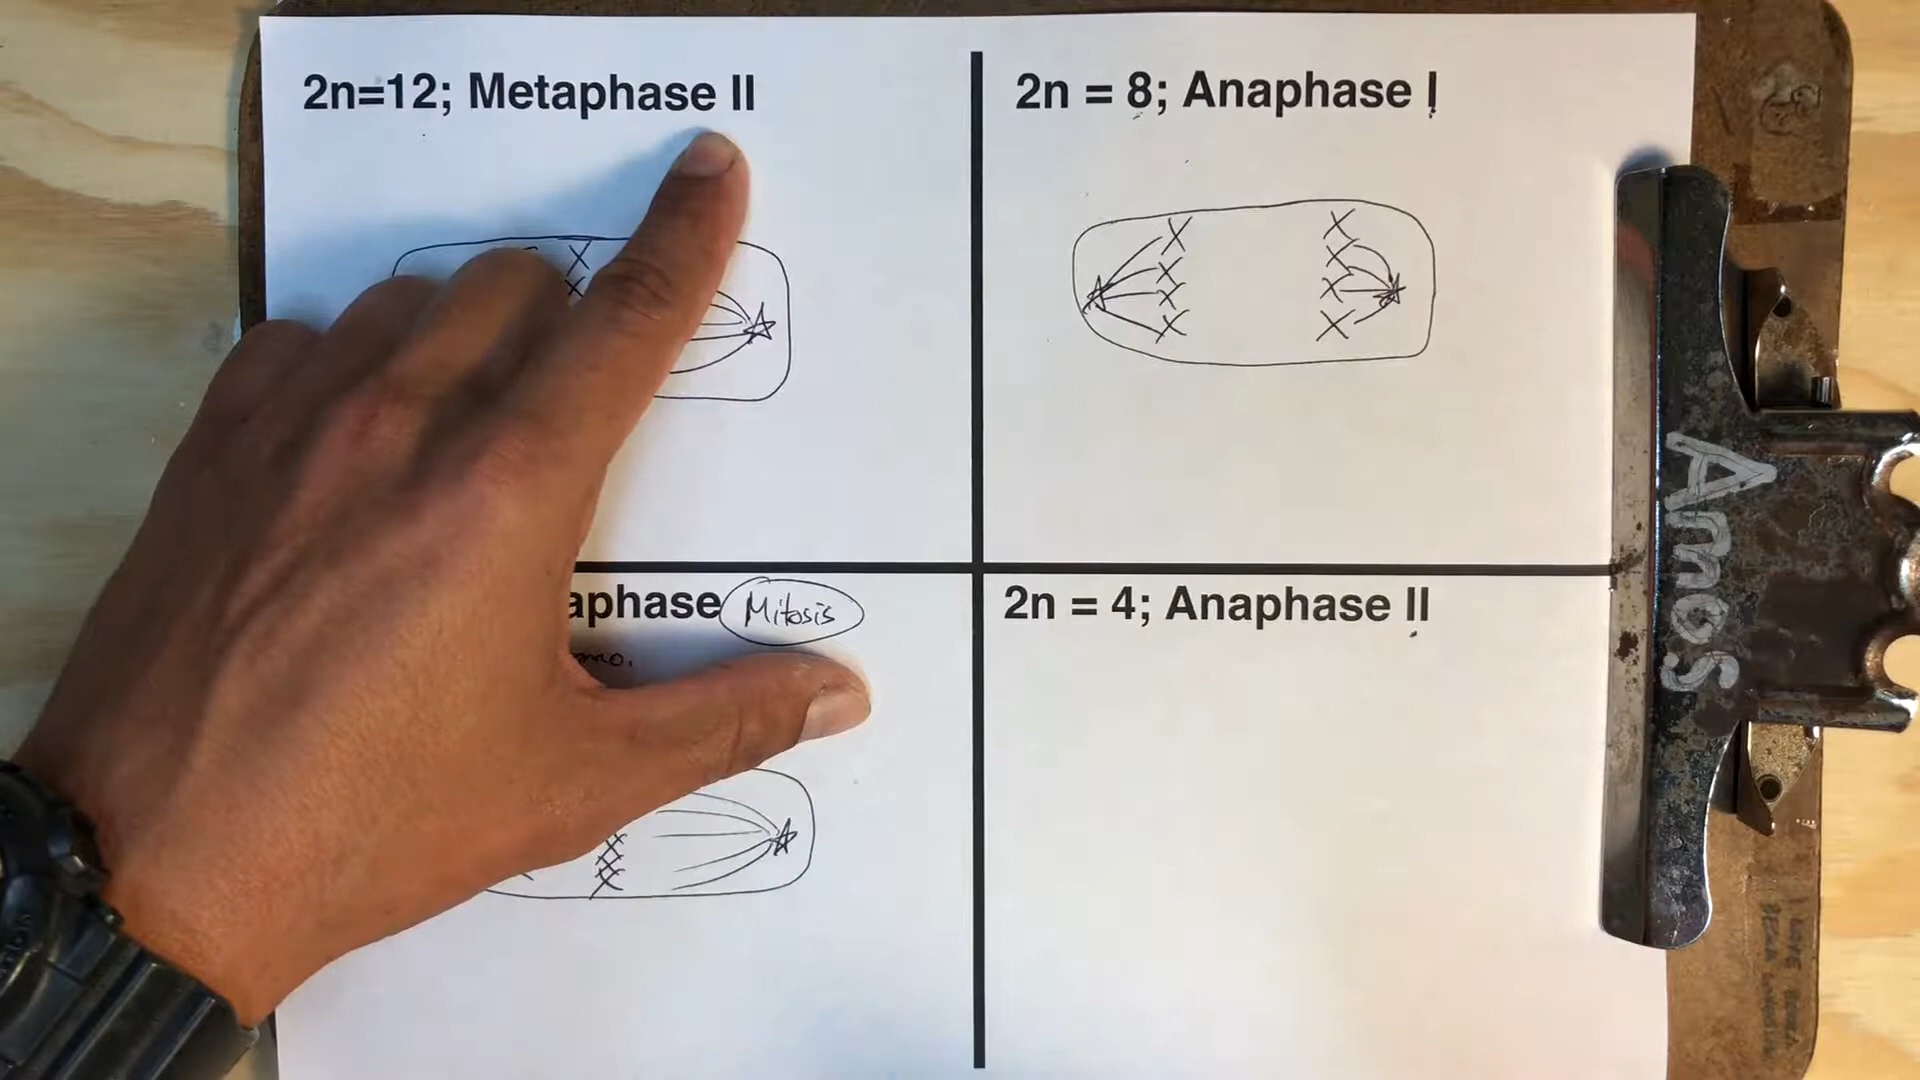 2n=12; Metaphase II
2n = 8; Anaphase I
aphase Mitosis
2n = 4; Anaphase II
Amos